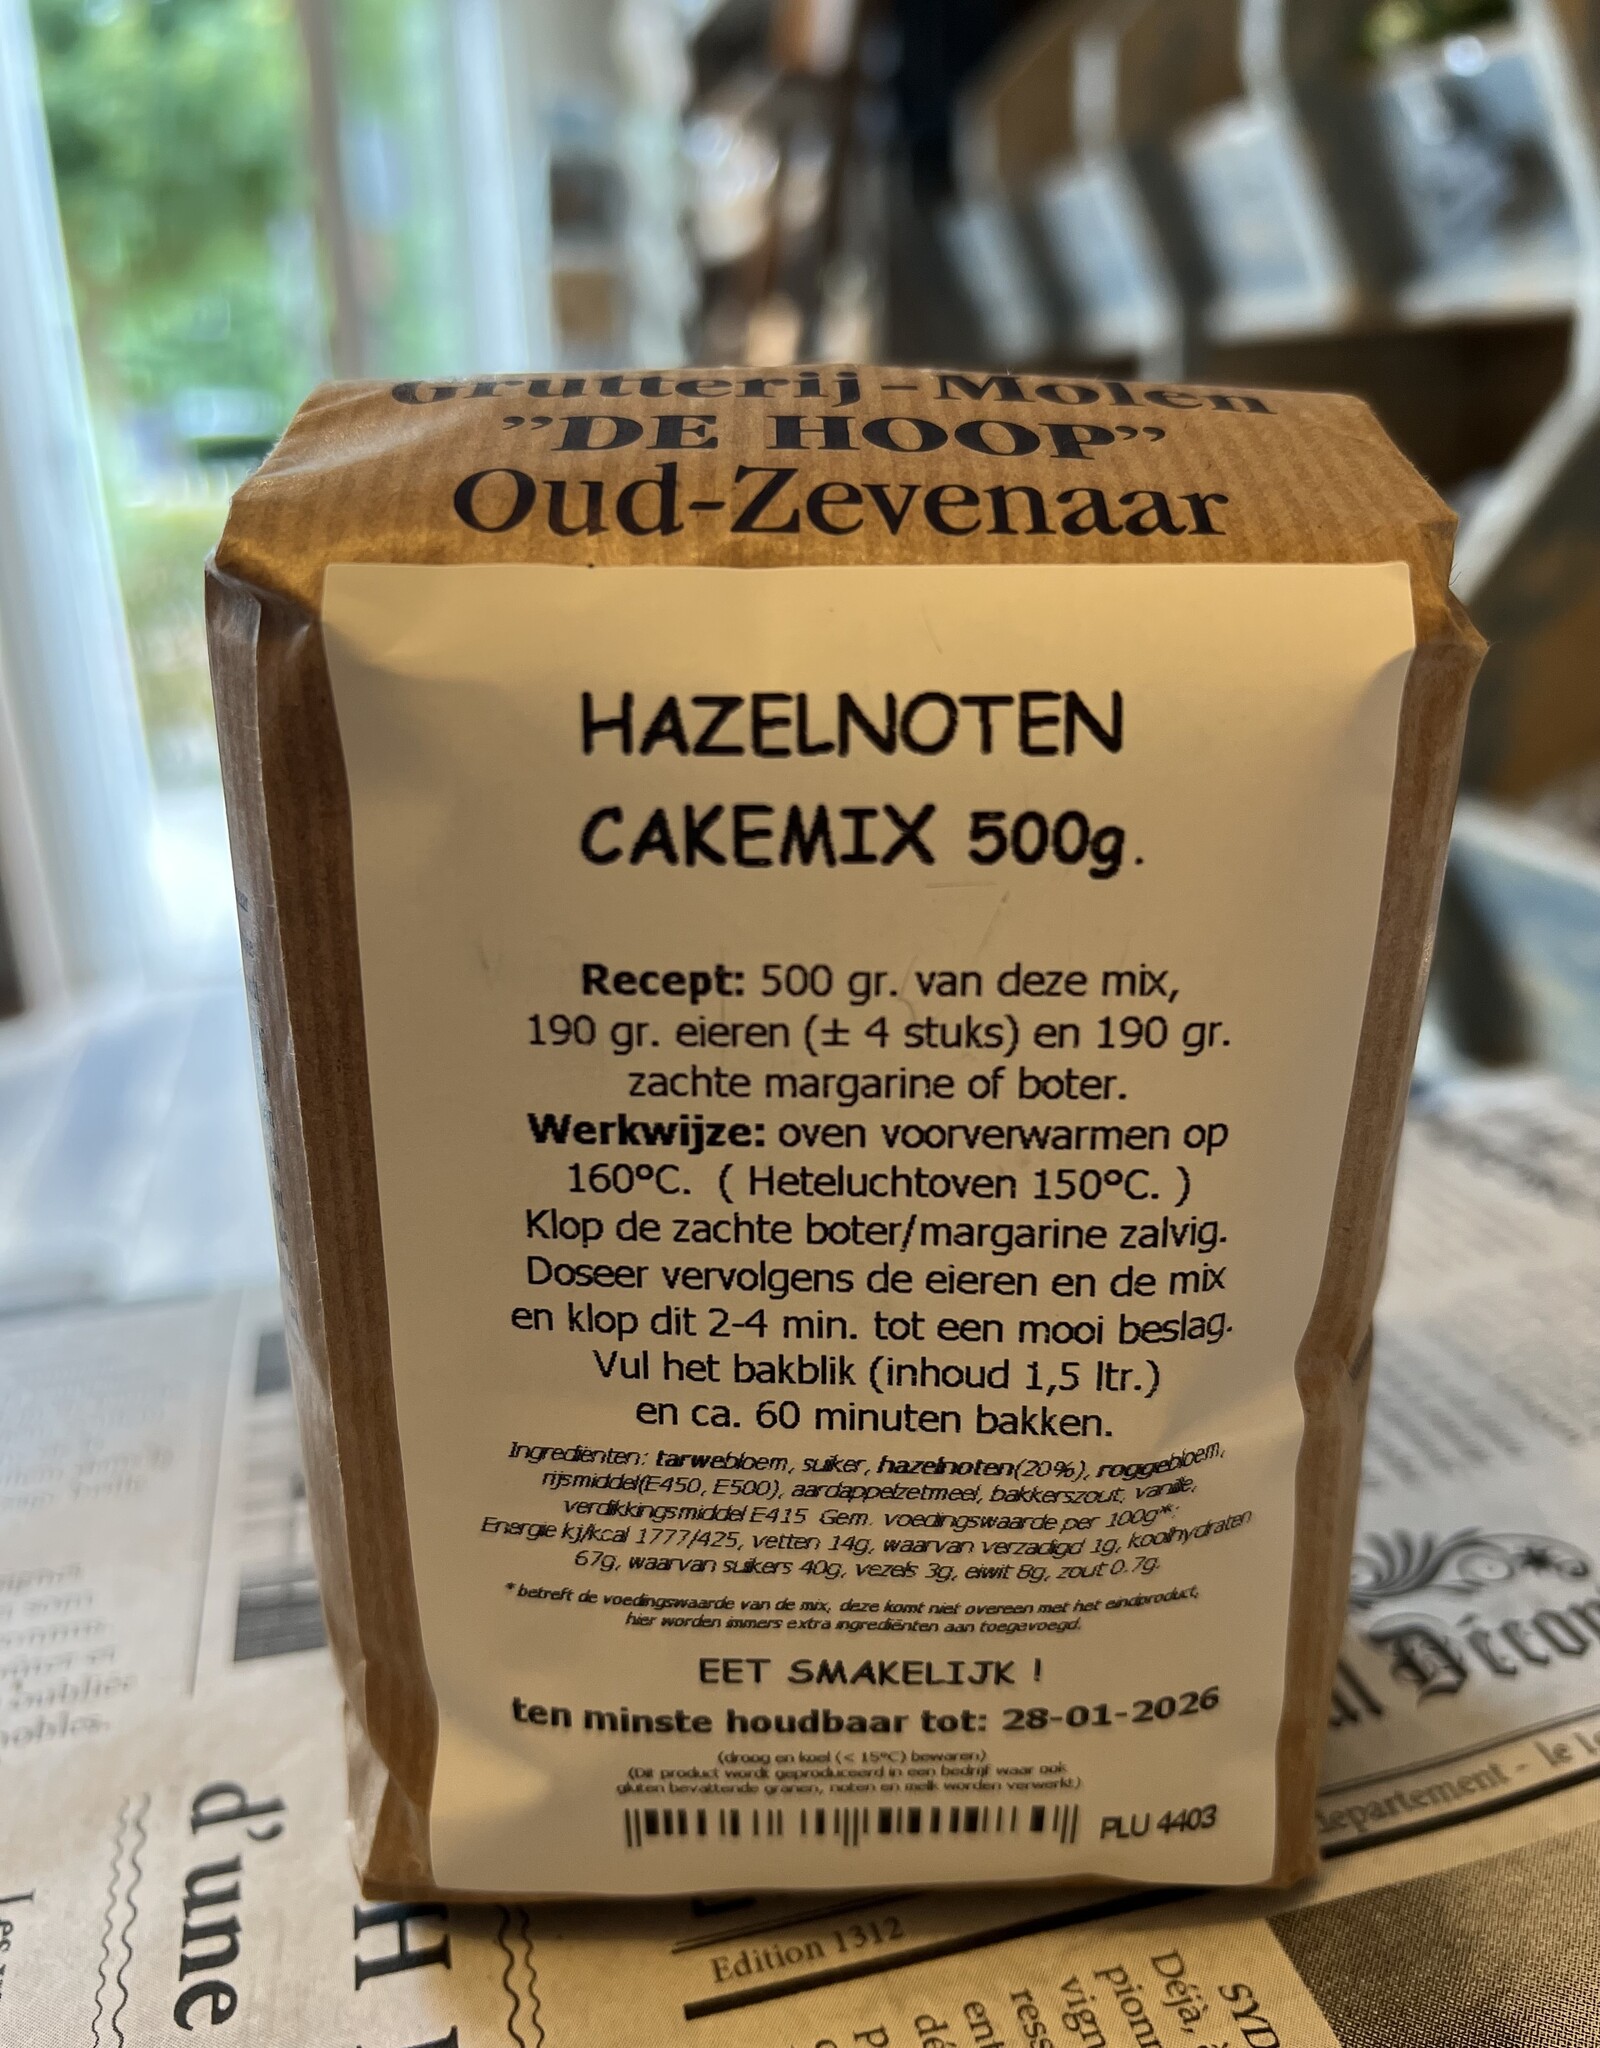 Grutterij-Molen
"DE HOOP"
Oud-Zevenaar
HAZELNOTEN
CAKEMIX 500g.
Recept: 500 gr. van deze mix,
190 gr. eieren (± 4 stuks) en 190 gr.
zachte margarine of boter.
Werkwijze: oven voorverwarmen op
160°C. ( Heteluchtoven 150°C. )
Klop de zachte boter/margarine zalvig.
Doseer vervolgens de eieren en de mix
en klop dit 2-4 min. tot een mooi beslag.
Vul het bakblik (inhoud 1,5 ltr.)
en ca. 60 minuten bakken.
Ingrediënten: tarwebloem, suiker, hazelnoten(20%), roggebloem,
rijsmiddel(E450, E500), aardappelzetmeel, bakkerszout, vanille,
verdikkingsmiddel E415 Gem. voedingswaarde per 100g*:
Energie kj/kcal 1777/425, vetten 14g, waarvan verzadigd 1g, koolhydraten
67g, waarvan suikers 40g, vezels 3g, eiwit 8g, zout 0.7g.
* betreft de voedingswaarde van de mix, deze komt niet overeen met het eindproduct,
hier worden immers extra ingrediënten aan toegevoegd.
EET SMAKELIJK !
ten minste houdbaar tot: 28-01-2026
(droog en koel (< 15°C) bewaren)
(Dit product wordt geproduceerd in een bedrijf waar ook
gluten bevattende granen, noten en melk worden verwerkt)
PLU 4403
departement - le
Edition 1312
d'une
H
Déjà,